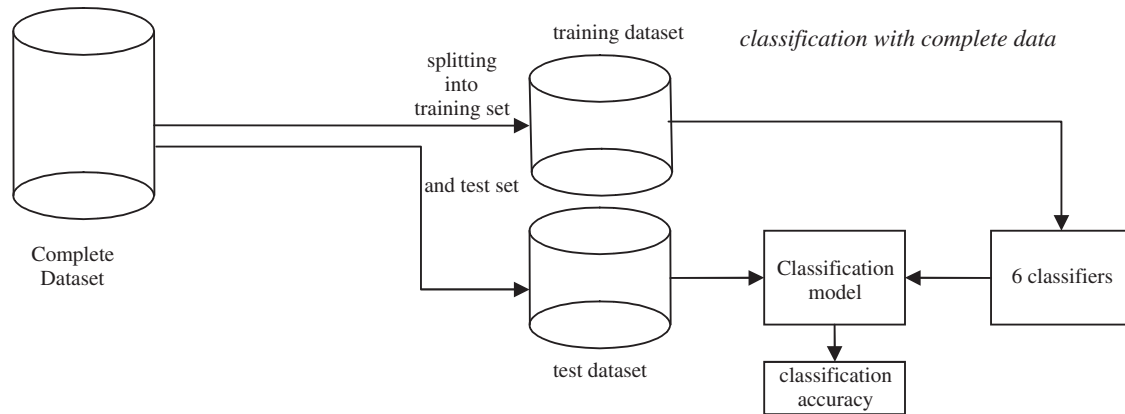 training dataset
classification with complete data
splitting
into
training set
and test set
Complete
Dataset
Classification
model
6 classifiers
test dataset
classification
accuracy